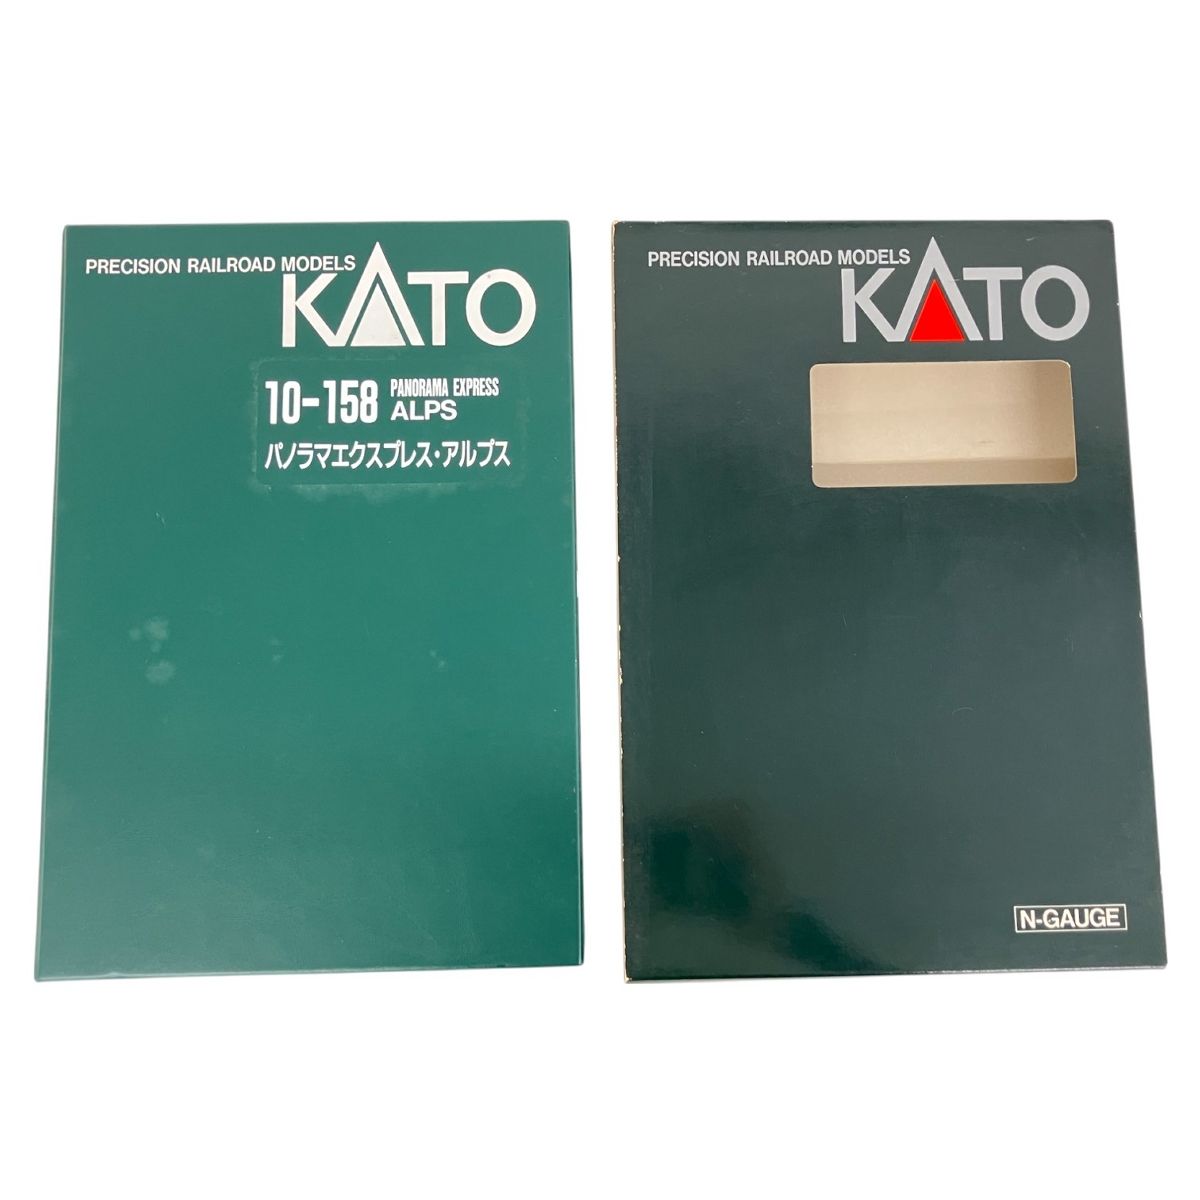 PRECISION RAILROAD MODELS
KATO
10-158 PANORAMA EXPRESS
ALPS
パノラマエクスプレス・アルプス
PRECISION RAILROAD MODELS
KATO
N-GAUGE